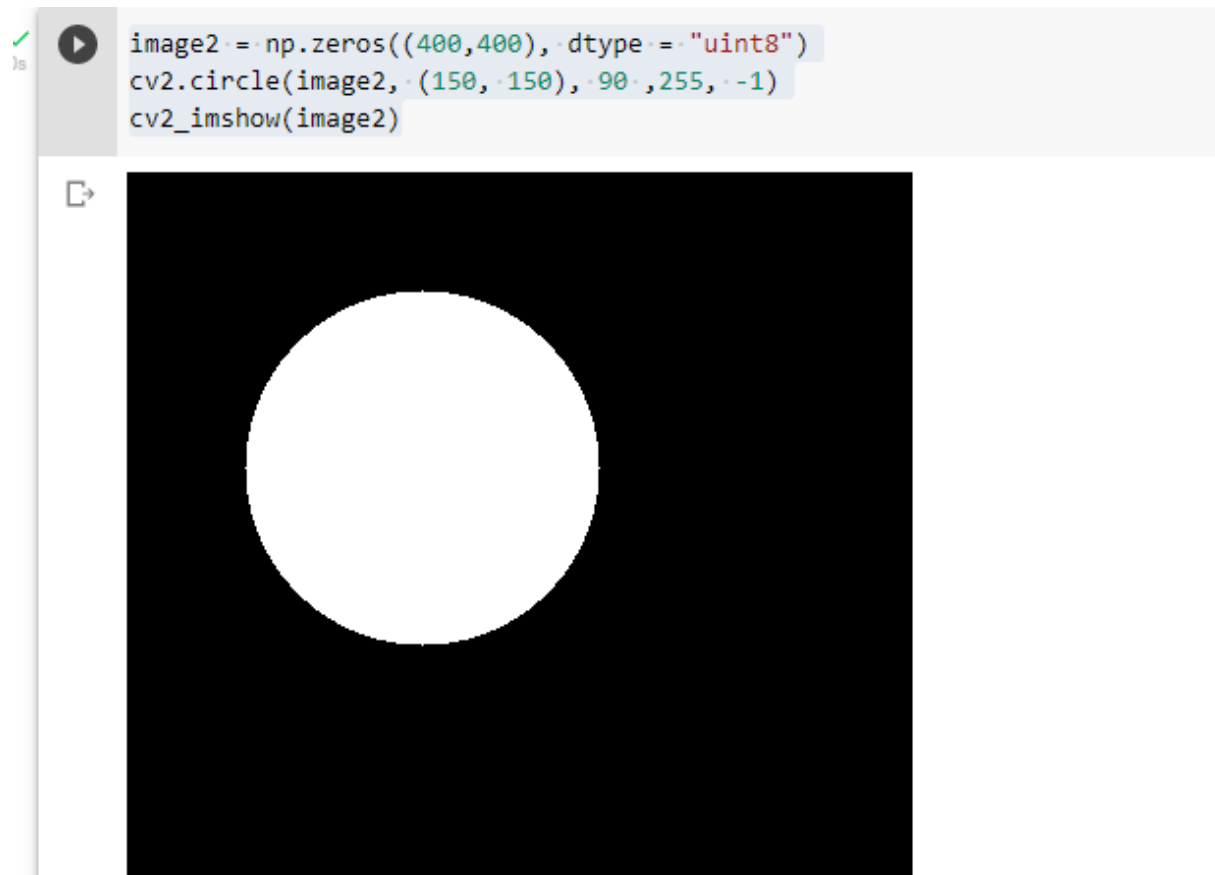 image2 = np.zeros((400,400), dtype = "uint8")
cv2.circle(image2, (150, 150), 90 ,255, -1)
cv2_imshow(image2)